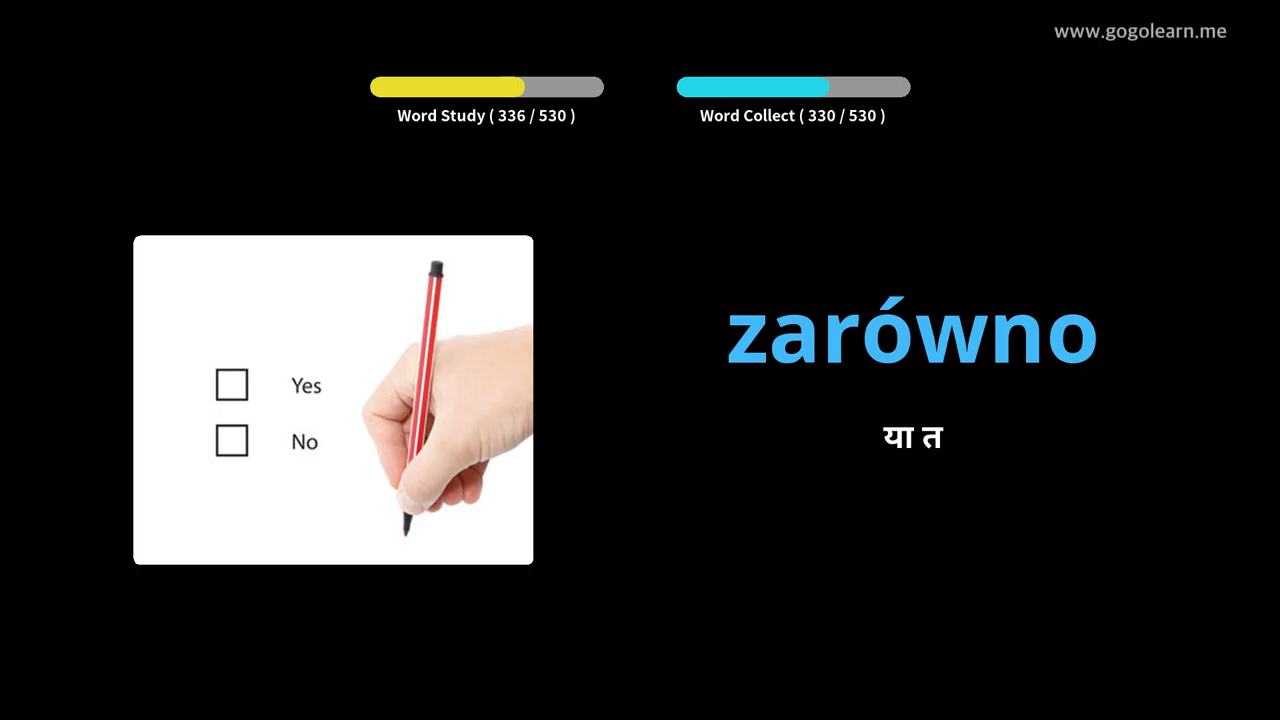 www.gogolearn.me
Word Study ( 336 / 530 )
Word Collect ( 330 / 530 )
Yes
No
zarówno
या त